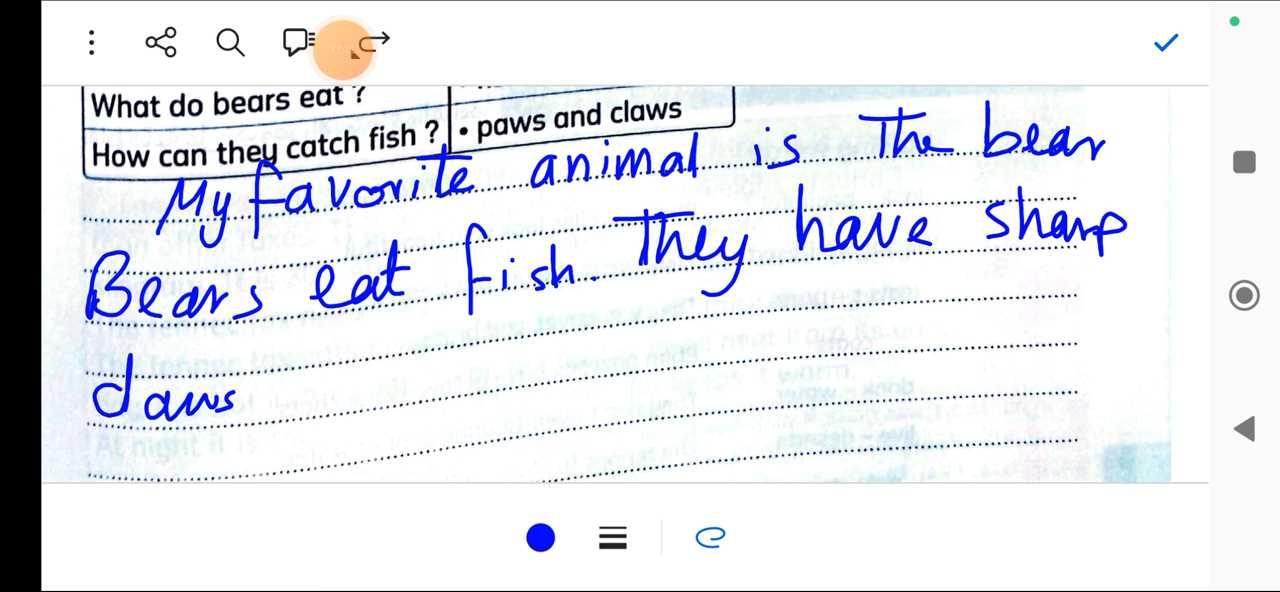 What do bears eat ?
How can they catch fish ? • paws and claws
My favorite animal is The bear
Bears eat fish. They have sharp
claws